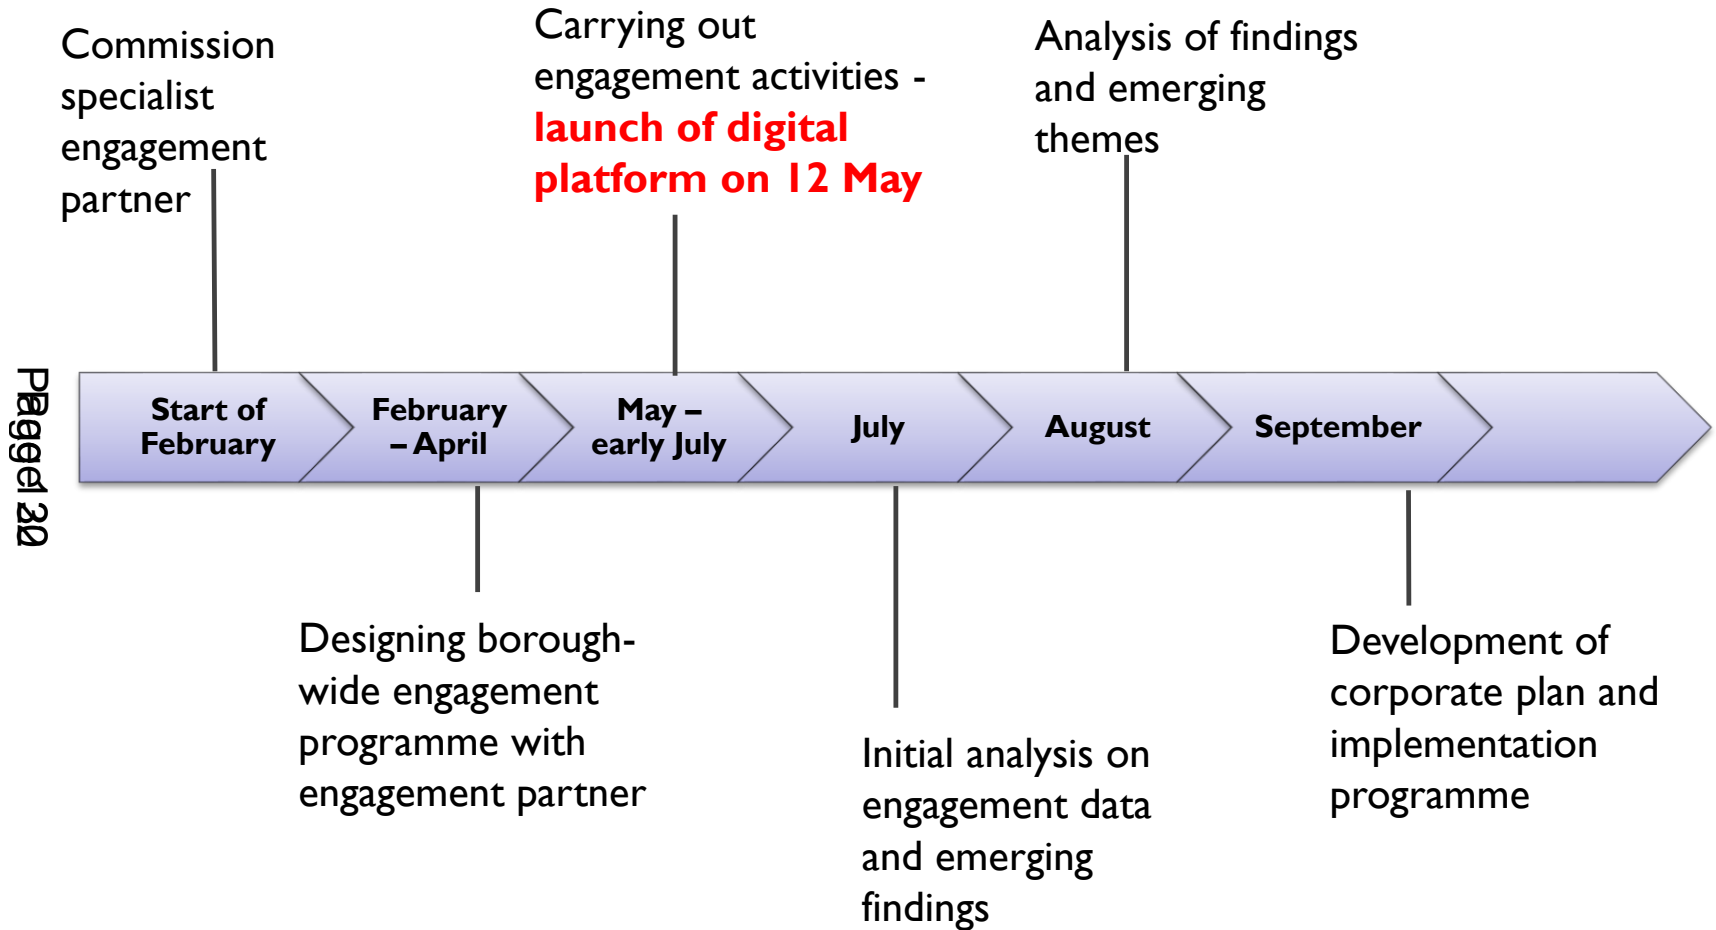 Commission
specialist
engagement
partner
Carrying out
engagement activities -
launch of digital
platform on 12 May
Analysis of findings
and emerging
themes
Start of
February
February
– April
May –
early July
July
August
September
Designing borough-
wide engagement
programme with
engagement partner
Initial analysis on
engagement data
and emerging
findings
Development of
corporate plan and
implementation
programme